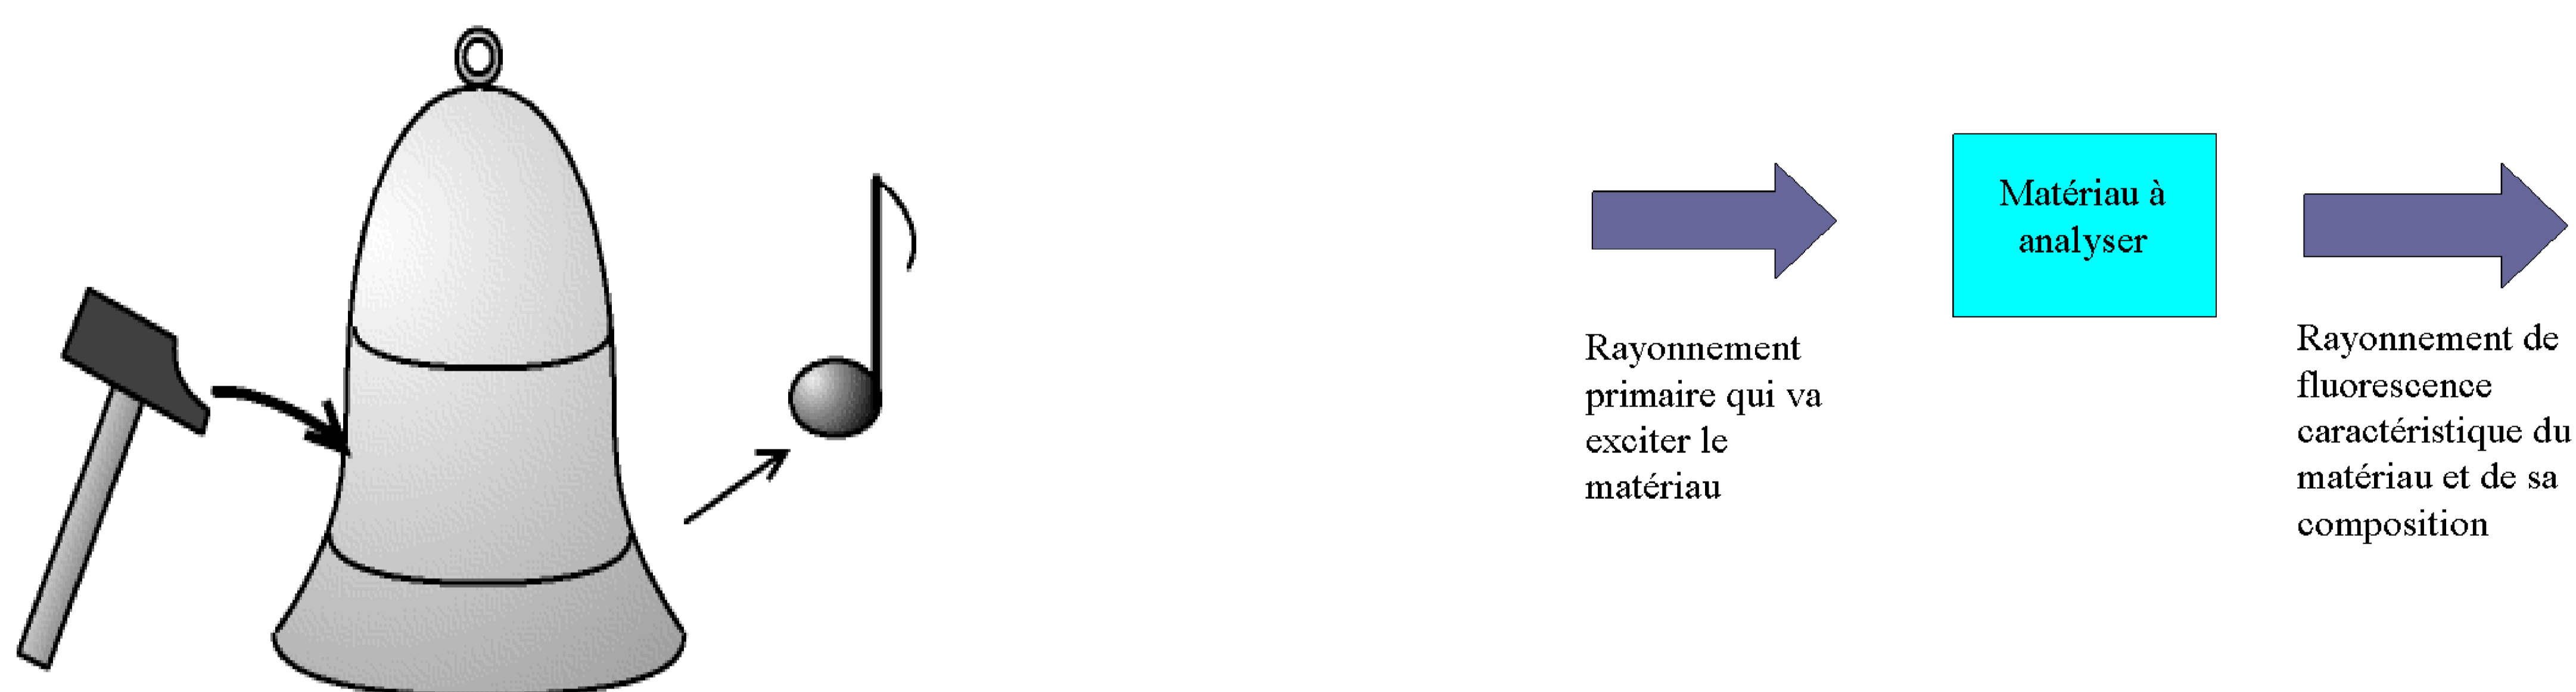 Matériau à
analyser
Rayonnement
primaire qui va
exciter le
matériau
Rayonnement de
fluorescence
caractéristique du
matériau et de sa
composition